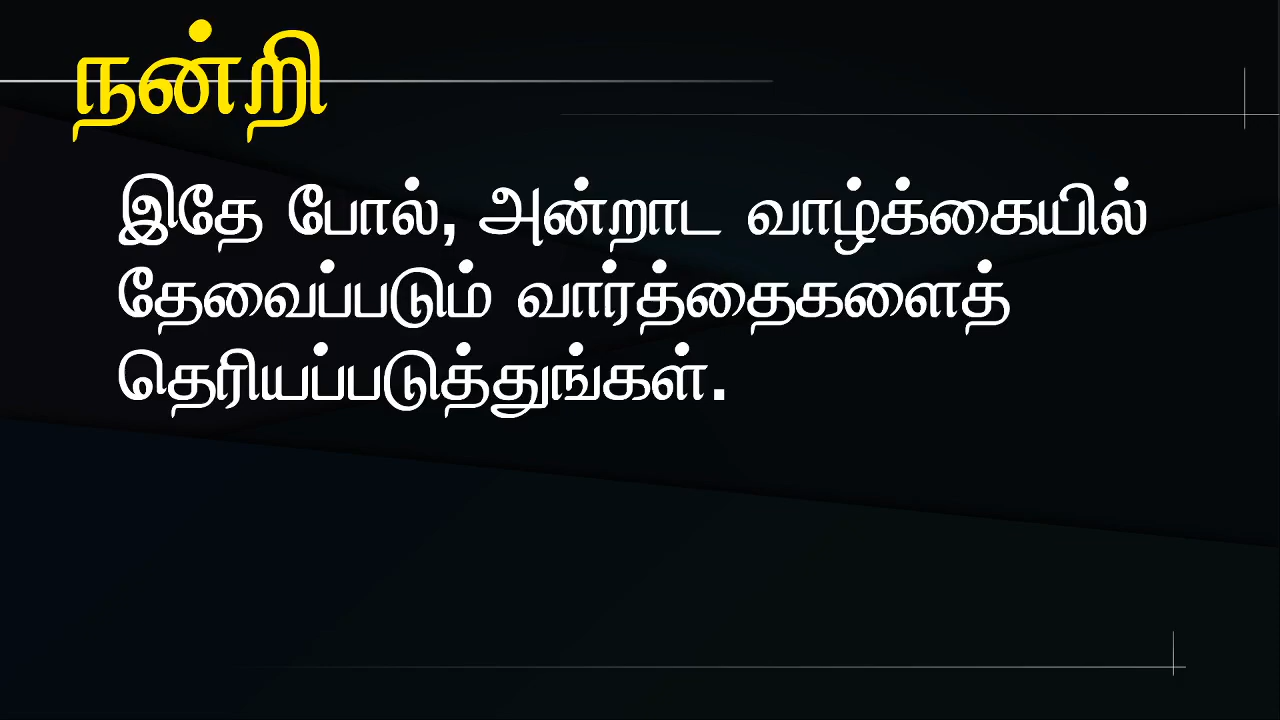 நன்றி
இதே போல், அன்றாட வாழ்க்கையில்
தேவைப்படும் வார்த்தைகளைத்
தெரியப்படுத்துங்கள்.